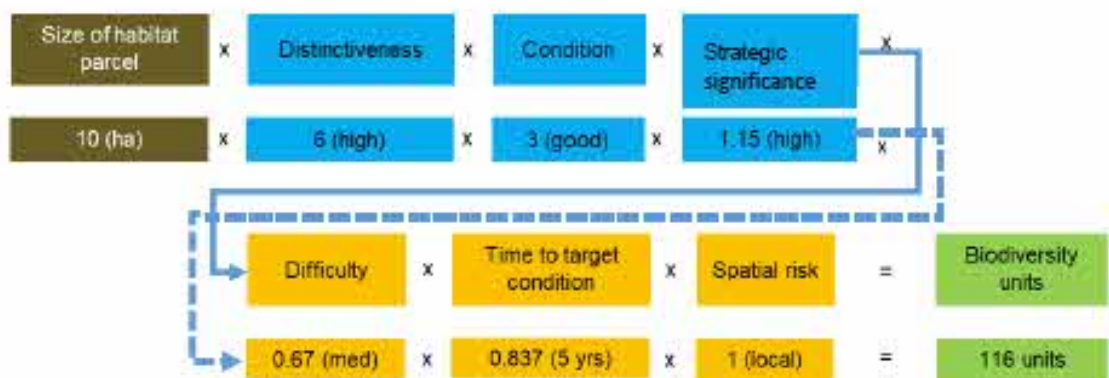 Size of habitat parcel x Distinctiveness x Condition x Strategic significance x
10 (ha) x 6 (high) x 3 (good) x 1.15 (high) x
Difficulty x Time to target condition x Spatial risk = Biodiversity units
0.67 (med) x 0.837 (5 yrs) x 1 (local) = 116 units